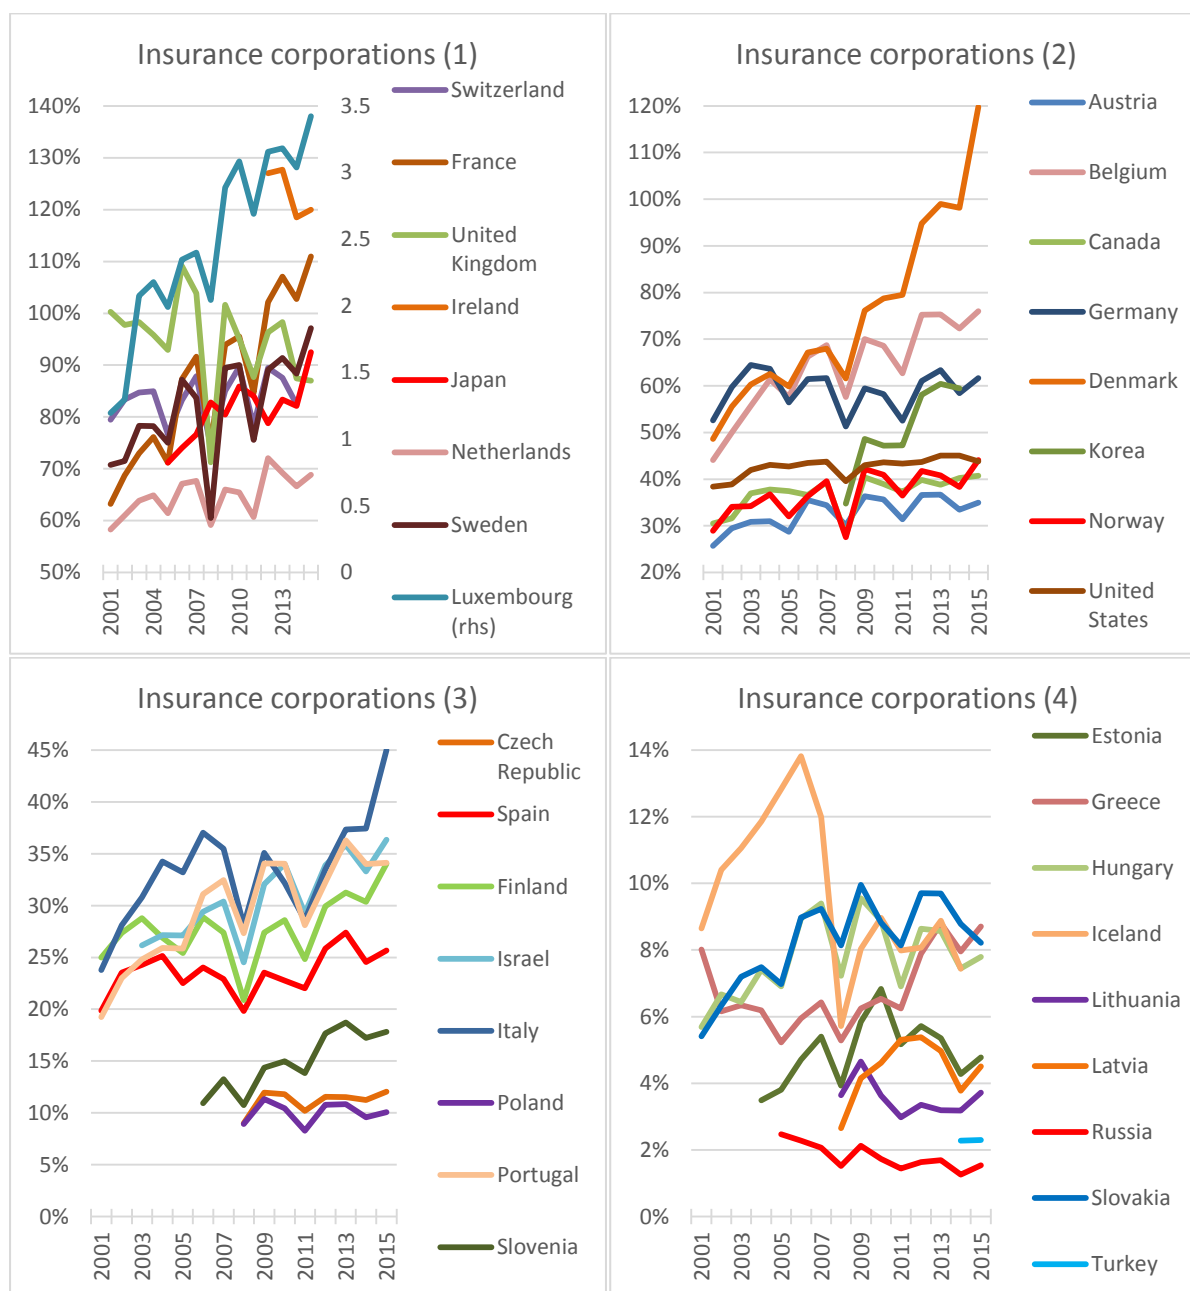 Insurance corporations (1)
140%
130%
120%
110%
100%
90%
80%
70%
60%
50%
3.5
3
2.5
2
1.5
1
0.5
0
2001
2004
2007
2010
2013
Switzerland
France
United
Kingdom
Ireland
Japan
Netherlands
Sweden
Luxembourg
(rhs)
Insurance corporations (2)
120%
110%
100%
90%
80%
70%
60%
50%
40%
30%
20%
2001
2003
2005
2007
2009
2011
2013
2015
Austria
Belgium
Canada
Germany
Denmark
Korea
Norway
United
States
Insurance corporations (3)
45%
40%
35%
30%
25%
20%
15%
10%
5%
0%
2001
2003
2005
2007
2009
2011
2013
2015
Czech
Republic
Spain
Finland
Israel
Italy
Poland
Portugal
Slovenia
Insurance corporations (4)
14%
12%
10%
8%
6%
4%
2%
0%
2001
2003
2005
2007
2009
2011
2013
2015
Estonia
Greece
Hungary
Iceland
Lithuania
Latvia
Russia
Slovakia
Turkey